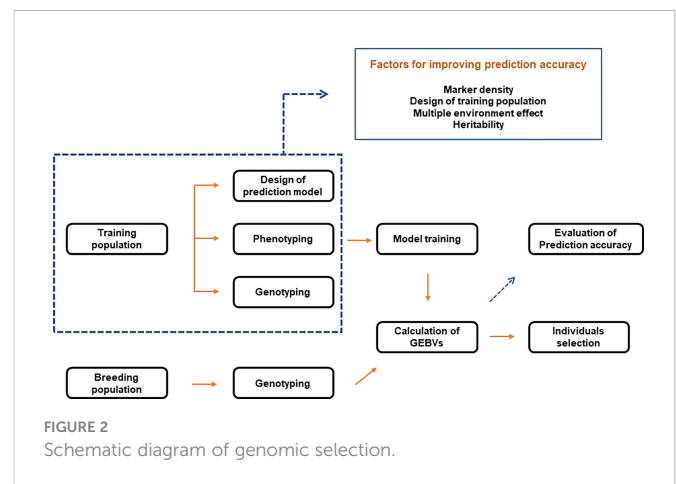 Factors for improving prediction accuracy
Marker density
Design of training population
Multiple environment effect
Heritability
Design of
prediction model
Training
population
Phenotyping
Model training
Evaluation of
Prediction accuracy
Genotyping
Calculation of
GEBVs
Individuals
selection
Breeding
population
Genotyping
FIGURE 2
Schematic diagram of genomic selection.